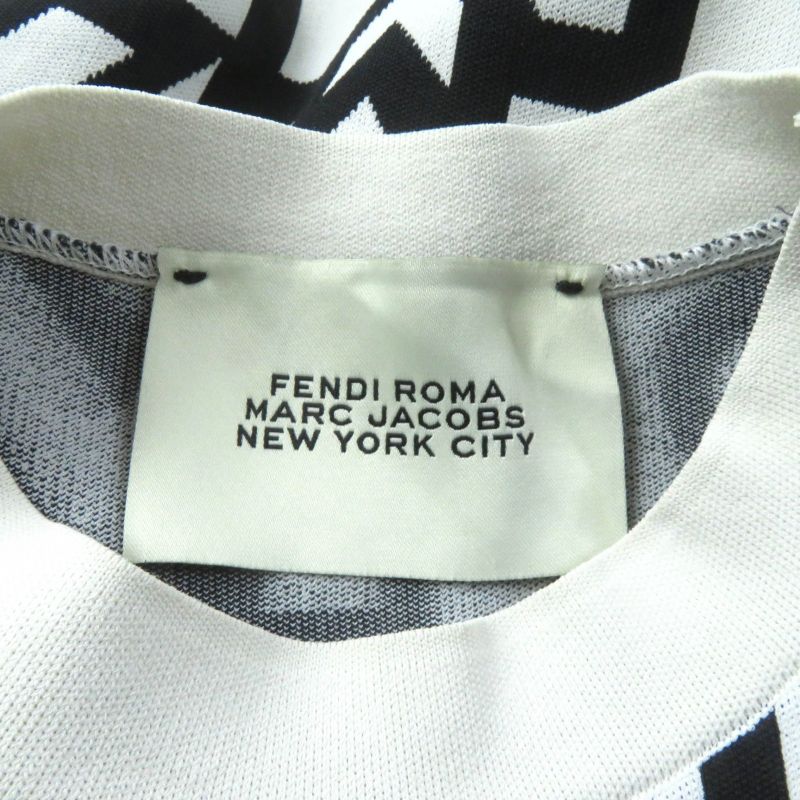 FENDI ROMA
MARC JACOBS
NEW YORK CITY